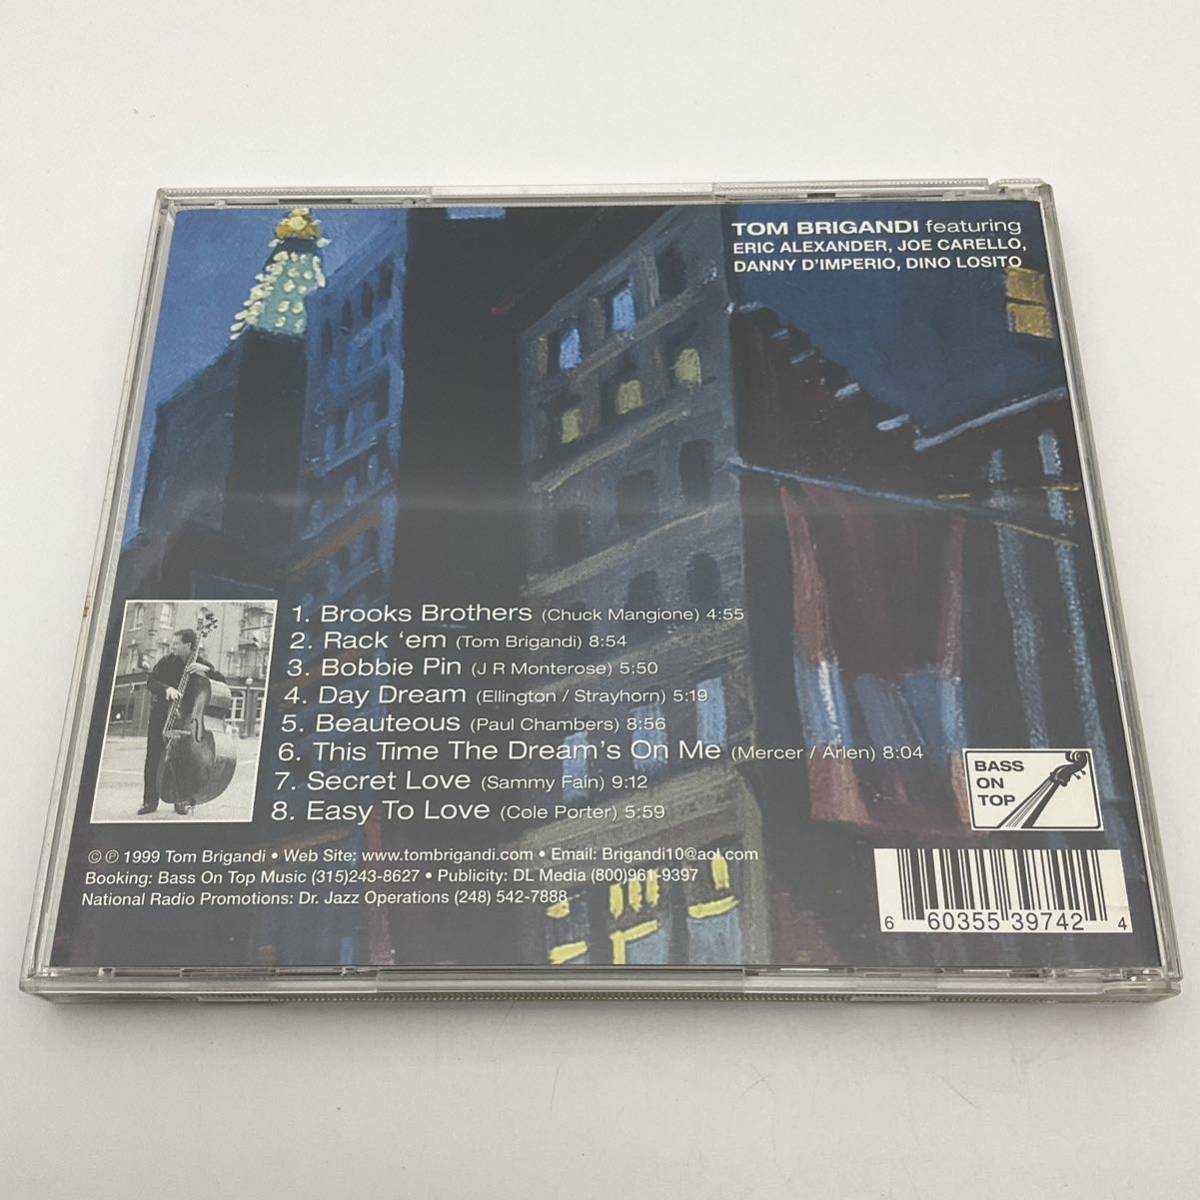 TOM BRIGANDI featuring
ERIC ALEXANDER, JOE CARELLO,
DANNY D'IMPERIO, DINO LOSITO
1. Brooks Brothers (Chuck Mangione) 4:55
2. Rack 'em (Tom Brigandi) 8:54
3. Bobbie Pin (J R Monterose) 5:50
4. Day Dream (Ellington / Strayhorn) 5:19
5. Beauteous (Paul Chambers) 8:56
6. This Time The Dream's On Me (Mercer / Arlen) 8:04
7. Secret Love (Sammy Fain) 9:12
8. Easy To Love (Cole Porter) 5:59
BASS
ON
TOP
© ℗ 1999 Tom Brigandi • Web Site: www.tombrigandi.com • Email: Brigandi10@aol.com
Booking: Bass On Top Music (315)243-8627 • Publicity: DL Media (800)961-9397
National Radio Promotions: Dr. Jazz Operations (248) 542-7888
6 60355 39742 4